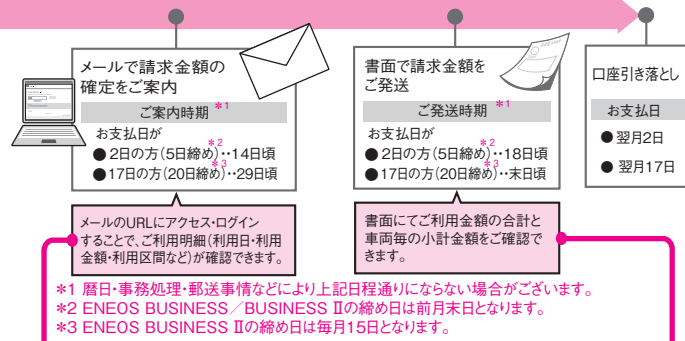 メールで請求金額の
確定をご案内
ご案内時期 *1
お支払日が
● 2日の方(5日締め)*2‥14日頃
●17日の方(20日締め)*3‥29日頃
メールのURLにアクセス・ログイン
することで、ご利用明細(利用日・利用
金額・利用区間など)が確認できます。
書面で請求金額を
ご発送
ご発送時期 *1
お支払日が
● 2日の方(5日締め)*2‥18日頃
●17日の方(20日締め)*3‥末日頃
書面にてご利用金額の合計と
車両毎の小計金額をご確認で
きます。
口座引き落とし
お支払日
● 翌月2日
● 翌月17日
*1 暦日・事務処理・郵送事情などにより上記日程通りにならない場合がございます。
*2 ENEOS BUSINESS/BUSINESS Ⅱの締め日は前月末日となります。
*3 ENEOS BUSINESS Ⅱの締め日は毎月15日となります。